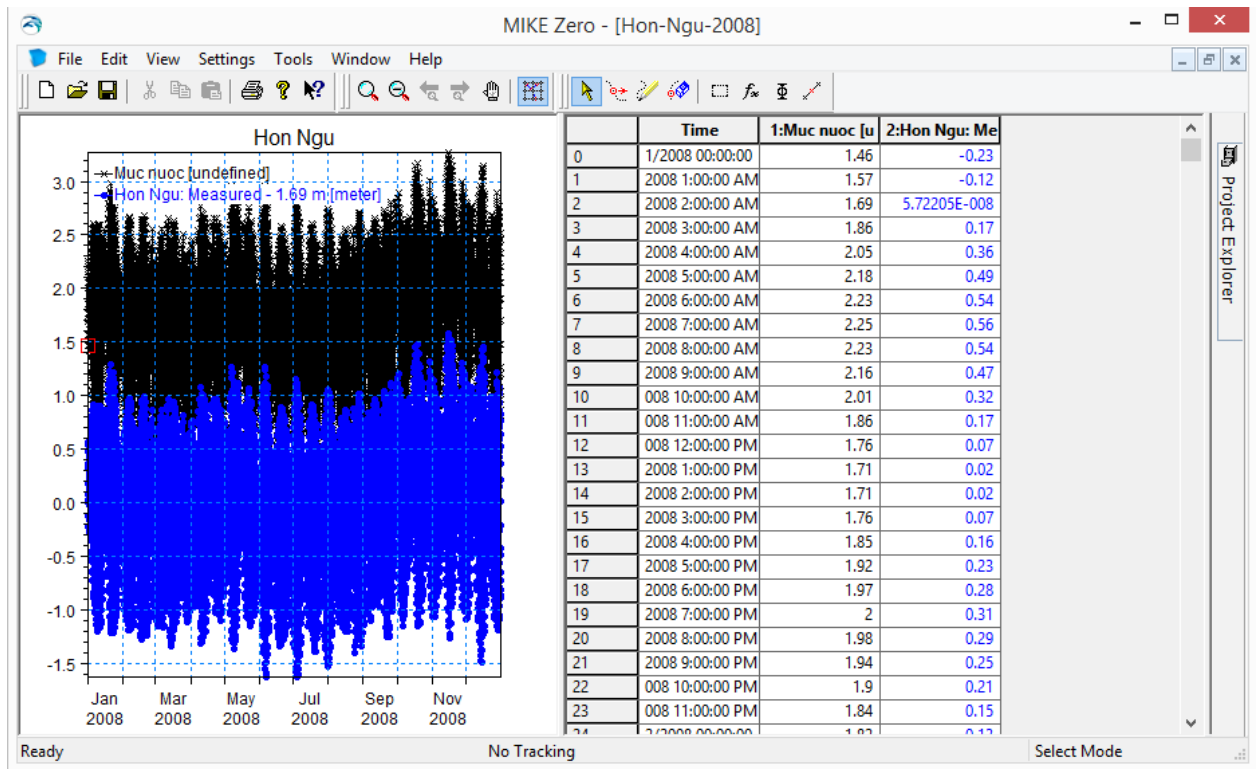 MIKE Zero - [Hon-Ngu-2008]
File Edit View Settings Tools Window Help
Hon Ngu
Muc nuoc [undefined]
Hon Ngu: Measured - 1.69 m [meter]
3.0
2.5
2.0
1.5
1.0
0.5
0.0
-0.5
-1.0
-1.5
Jan Mar May Jul Sep Nov
2008 2008 2008 2008 2008 2008
Time 1:Muc nuoc [u 2:Hon Ngu: Me
0 1/2008 00:00:00 1.46 -0.23
1 2008 1:00:00 AM 1.57 -0.12
2 2008 2:00:00 AM 1.69 5.72205E-008
3 2008 3:00:00 AM 1.86 0.17
4 2008 4:00:00 AM 2.05 0.36
5 2008 5:00:00 AM 2.18 0.49
6 2008 6:00:00 AM 2.23 0.54
7 2008 7:00:00 AM 2.25 0.56
8 2008 8:00:00 AM 2.23 0.54
9 2008 9:00:00 AM 2.16 0.47
10 008 10:00:00 AM 2.01 0.32
11 008 11:00:00 AM 1.86 0.17
12 008 12:00:00 PM 1.76 0.07
13 2008 1:00:00 PM 1.71 0.02
14 2008 2:00:00 PM 1.71 0.02
15 2008 3:00:00 PM 1.76 0.07
16 2008 4:00:00 PM 1.85 0.16
17 2008 5:00:00 PM 1.92 0.23
18 2008 6:00:00 PM 1.97 0.28
19 2008 7:00:00 PM 2 0.31
20 2008 8:00:00 PM 1.98 0.29
21 2008 9:00:00 PM 1.94 0.25
22 008 10:00:00 PM 1.9 0.21
23 008 11:00:00 PM 1.84 0.15
Project Explorer
Ready No Tracking Select Mode